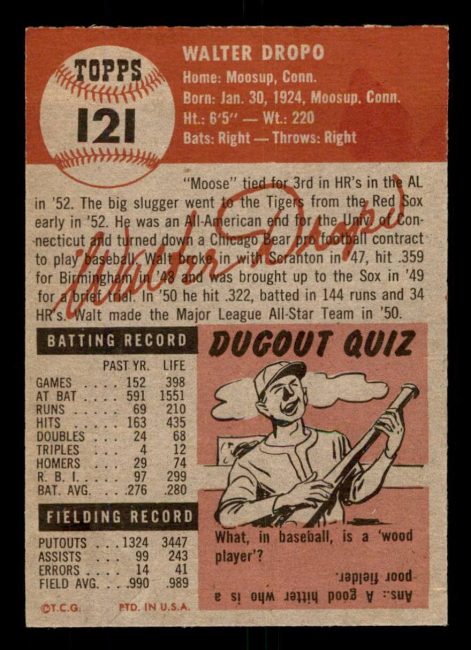 TOPPS
121
WALTER DROPO
Home: Moosup, Conn.
Born: Jan. 30, 1924, Moosup, Conn.
Ht.: 6'5" — Wt.: 220
Bats: Right — Throws: Right
"Moose" tied for 3rd in HR's in the AL
in '52. The big slugger went to the Tigers from the Red Sox
early in '52. He was an All-American end for the Univ. of Con-
necticut and turned down a Chicago Bear pro football contract
to play baseball. Walt broke in with Scranton in '47, hit .359
for Birmingham in '48 and was brought up to the Sox in '49
for a brief trial. In '50 he hit .322, batted in 144 runs and 34
HR's. Walt made the Major League All-Star Team in '50.
Walter Dropo
BATTING RECORD
PAST YR. LIFE
GAMES . . . . 152 398
AT BAT . . . . 591 1551
RUNS . . . . 69 210
HITS . . . . 163 435
DOUBLES . . . 24 68
TRIPLES . . . 4 12
HOMERS . . . 29 74
R. B. I. . . . . 97 299
BAT. AVG. . . .276 .280
FIELDING RECORD
PUTOUTS . . . 1324 3447
ASSISTS . . . 99 243
ERRORS . . . 14 41
FIELD AVG. . . .990 .989
©T.C.G. PTD. IN U.S.A.
DUGOUT QUIZ
What, in baseball, is a 'wood
player'?
Ans.: A good hitter who is a
poor fielder.